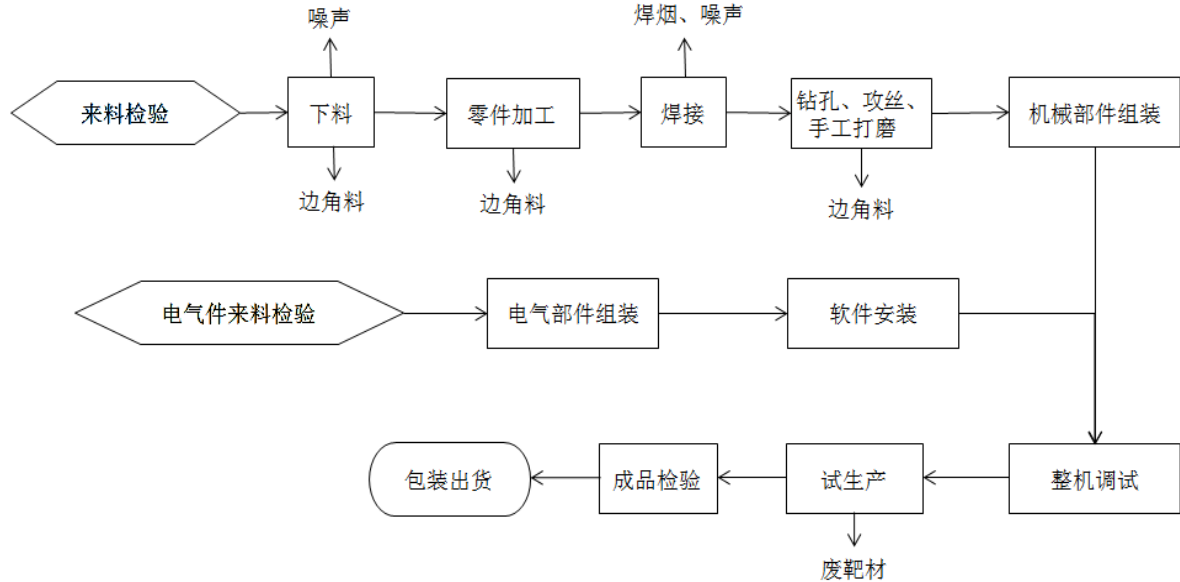 噪声
焊烟、噪声
来料检验
下料
零件加工
焊接
钻孔、攻丝、
手工打磨
机械部件组装
边角料
边角料
边角料
电气件来料检验
电气部件组装
软件安装
包装出货
成品检验
试生产
整机调试
废靶材